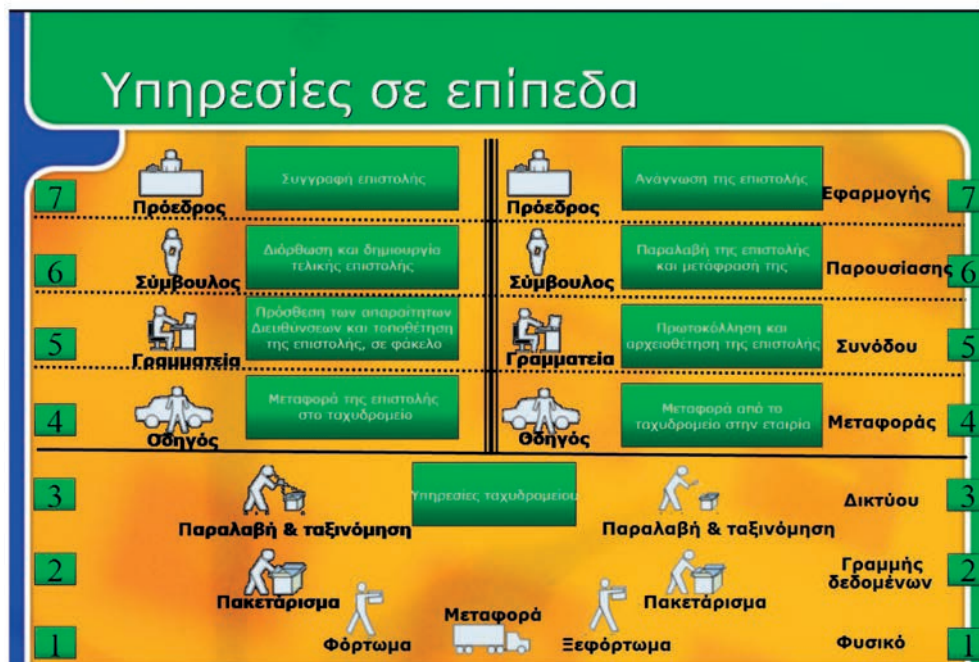 Υπηρεσίες σε επίπεδα
7
Πρόεδρος
Συγγραφή επιστολής
Πρόεδρος
Ανάγνωση της επιστολής
Εφαρμογής
7
6
Σύμβουλος
Διόρθωση και δημιουργία
τελικής επιστολής
Σύμβουλος
Παραλαβή της επιστολής
και μετάφρασή της
Παρουσίασης
6
5
Γραμματεία
Πρόσθεση των απαραίτητων
Διευθύνσεων και τοποθέτηση
της επιστολής, σε φάκελο
Γραμματεία
Πρωτοκόλληση και
αρχειοθέτηση της επιστολής
Συνόδου
5
4
Οδηγός
Μεταφορά της επιστολής
στο ταχυδρομείο
Οδηγός
Μεταφορά από το
ταχυδρομείο στην εταιρία
Μεταφοράς
4
3
Παραλαβή & ταξινόμηση
Υπηρεσίες ταχυδρομείου
Παραλαβή & ταξινόμηση
Δικτύου
3
2
Πακετάρισμα
Πακετάρισμα
Γραμμής
δεδομένων
2
1
Φόρτωμα
Μεταφορά
Ξεφόρτωμα
Φυσικό
1